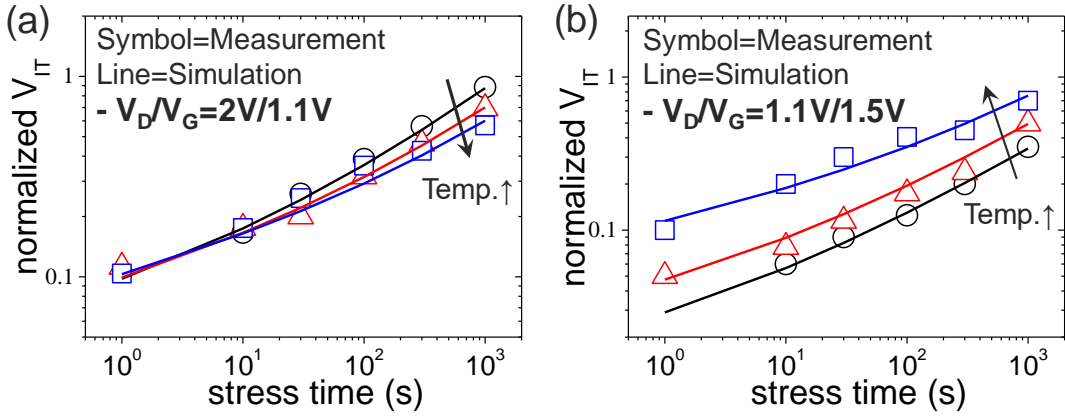 (a)
Symbol=Measurement
Line=Simulation
- V_D/V_G=2V/1.1V
Temp.↑
normalized V_IT
1
0.1
10^0 10^1 10^2 10^3
stress time (s)
(b)
Symbol=Measurement
Line=Simulation
- V_D/V_G=1.1V/1.5V
Temp.↑
normalized V_IT
1
0.1
10^0 10^1 10^2 10^3
stress time (s)